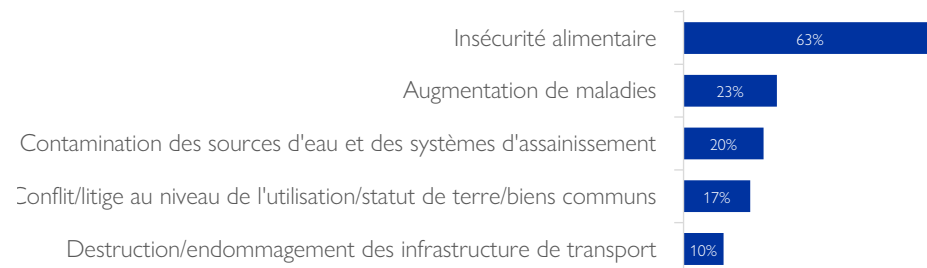 Insécurité alimentaire 63%
Augmentation de maladies 23%
Contamination des sources d'eau et des systèmes d'assainissement 20%
Conflit/litige au niveau de l'utilisation/statut de terre/biens communs 17%
Destruction/endommagement des infrastructure de transport 10%